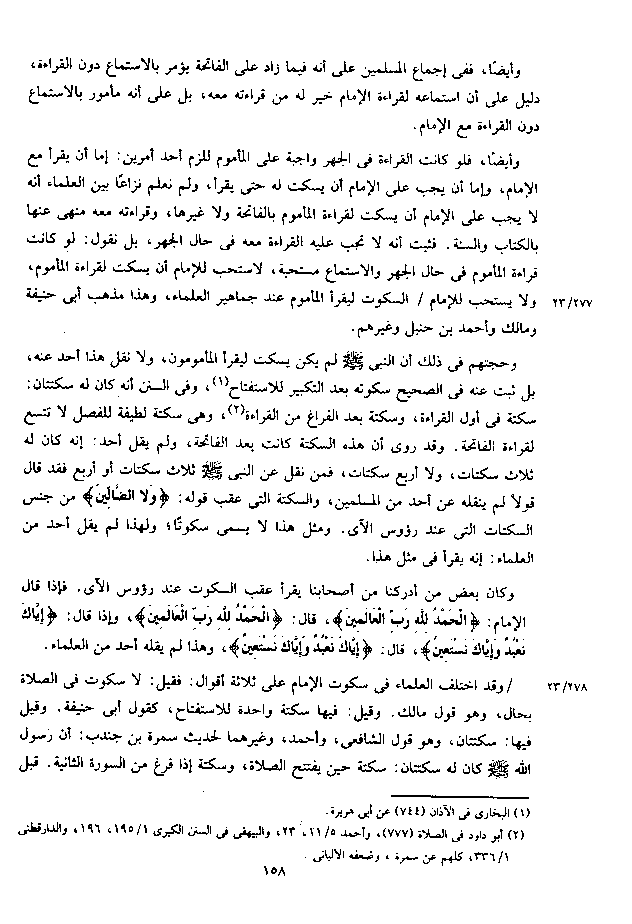 وأيضًا، ففى إجماع المسلمين على أنه فيما زاد على الفاتحة يؤمر بالاستماع دون القراءة،
دليل على أن استماعه لقراءة الإمام خير له من قراءته معه، بل على أنه مأمور بالاستماع
دون القراءة مع الإمام.
وأيضًا، فلو كانت القراءة فى الجهر واجبة على المأموم للزم أحد أمرين: إما أن يقرأ مع
الإمام، وإما أن يجب على الإمام أن يسكت له حتى يقرأ، ولم نعلم نزاعًا بين العلماء أنه
لا يجب على الإمام أن يسكت لقراءة المأموم بالفاتحة ولا غيرها، وقراءته معه منهى عنها
بالكتاب والسنة. فثبت أنه لا تجب عليه القراءة معه فى حال الجهر، بل نقول: لو كانت
قراءة المأموم فى حال الجهر والاستماع مستحبة، لاستحب للإمام أن يسكت لقراءة المأموم،
٢٣/٢٧٧ ولا يستحب للإمام / السكوت ليقرأ المأموم عند جماهير العلماء، وهذا مذهب أبى حنيفة
ومالك وأحمد بن حنبل وغيرهم.
وحجتهم فى ذلك أن النبى ﷺ لم يكن يسكت ليقرأ المأمومون، ولا نقل هذا أحد عنه،
بل ثبت عنه فى الصحيح سكوته بعد التكبير للاستفتاح(١)، وفى السنن أنه كان له سكتتان:
سكتة فى أول القراءة، وسكتة بعد الفراغ من القراءة(٢)، وهى سكتة لطيفة للفصل لا تتسع
لقراءة الفاتحة. وقد روى أن هذه السكتة كانت بعد الفاتحة، ولم يقل أحد: إنه كان له
ثلاث سكتات، ولا أربع سكتات، فمن نقل عن النبى ﷺ ثلاث سكتات أو أربع فقد قال
قولاً لم ينقله عن أحد من المسلمين، والسكتة التى عقب قوله: ﴿وَلا الضَّالِّينَ﴾ من جنس
السكتات التى عند رؤوس الآى. ومثل هذا لا يسمى سكوتًا؛ ولهذا لم يقل أحد من
العلماء: إنه يقرأ فى مثل هذا.
وكان بعض من أدركنا من أصحابنا يقرأ عقب السكوت عند رؤوس الآى. فإذا قال
الإمام: ﴿الْحَمْدُ لِلَّهِ رَبِّ الْعَالَمِينَ﴾، قال: ﴿الْحَمْدُ لِلَّهِ رَبِّ الْعَالَمِينَ﴾، وإذا قال: ﴿إِيَّاكَ
نَعْبُدُ وَإِيَّاكَ نَسْتَعِينُ﴾، قال: ﴿إِيَّاكَ نَعْبُدُ وَإِيَّاكَ نَسْتَعِينُ﴾، وهذا لم يقله أحد من العلماء.
٢٣/٢٧٨ / وقد اختلف العلماء فى سكوت الإمام على ثلاثة أقوال: فقيل: لا سكوت فى الصلاة
بحال، وهو قول مالك. وقيل: فيها سكتة واحدة للاستفتاح، كقول أبى حنيفة. وقيل
فيها: سكتتان، وهو قول الشافعى، وأحمد، وغيرهما لحديث سمرة بن جندب: أن رسول
الله ﷺ كان له سكتتان: سكتة حين يفتتح الصلاة، وسكتة إذا فرغ من السورة الثانية. قبل
(١) البخارى فى الأذان (٧٤٤) عن أبى هريرة.
(٢) أبو داود فى الصلاة (٧٧٧)، وأحمد ٥/ ٢١، ٢٣، والبيهقى فى السنن الكبرى ١/ ١٩٥، ١٩٦، والدارقطنى
١/ ٣٣٦، كلهم عن سمرة ، وضعفه الألبانى .
١٥٨